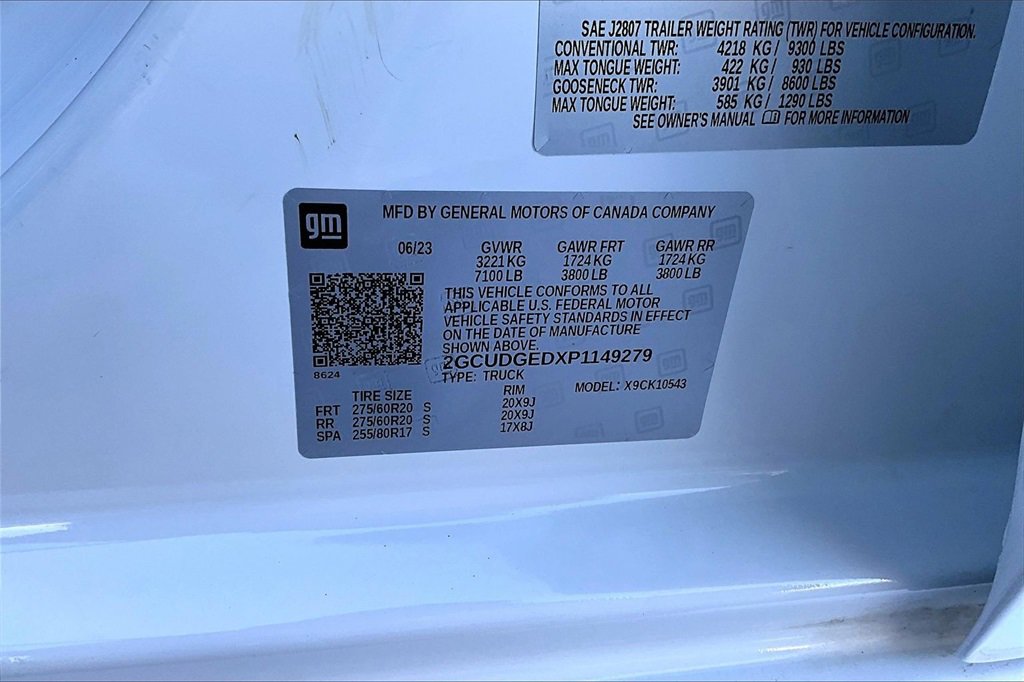 SAE J2807 TRAILER WEIGHT RATING (TWR) FOR VEHICLE CONFIGURATION.
CONVENTIONAL TWR: 4218 KG / 9300 LBS
MAX TONGUE WEIGHT: 422 KG / 930 LBS
GOOSENECK TWR: 3901 KG / 8600 LBS
MAX TONGUE WEIGHT: 585 KG / 1290 LBS
SEE OWNER'S MANUAL FOR MORE INFORMATION
gm
MFD BY GENERAL MOTORS OF CANADA COMPANY
06/23 GVWR GAWR FRT GAWR RR
3221 KG 1724 KG 1724 KG
7100 LB 3800 LB 3800 LB
THIS VEHICLE CONFORMS TO ALL
APPLICABLE U.S. FEDERAL MOTOR
VEHICLE SAFETY STANDARDS IN EFFECT
ON THE DATE OF MANUFACTURE
SHOWN ABOVE.
2GCUDGEDXP1149279
8624
TYPE: TRUCK
MODEL: X9CK10543
TIRE SIZE RIM
FRT 275/60R20 S 20X9J
RR 275/60R20 S 20X9J
SPA 255/80R17 S 17X8J